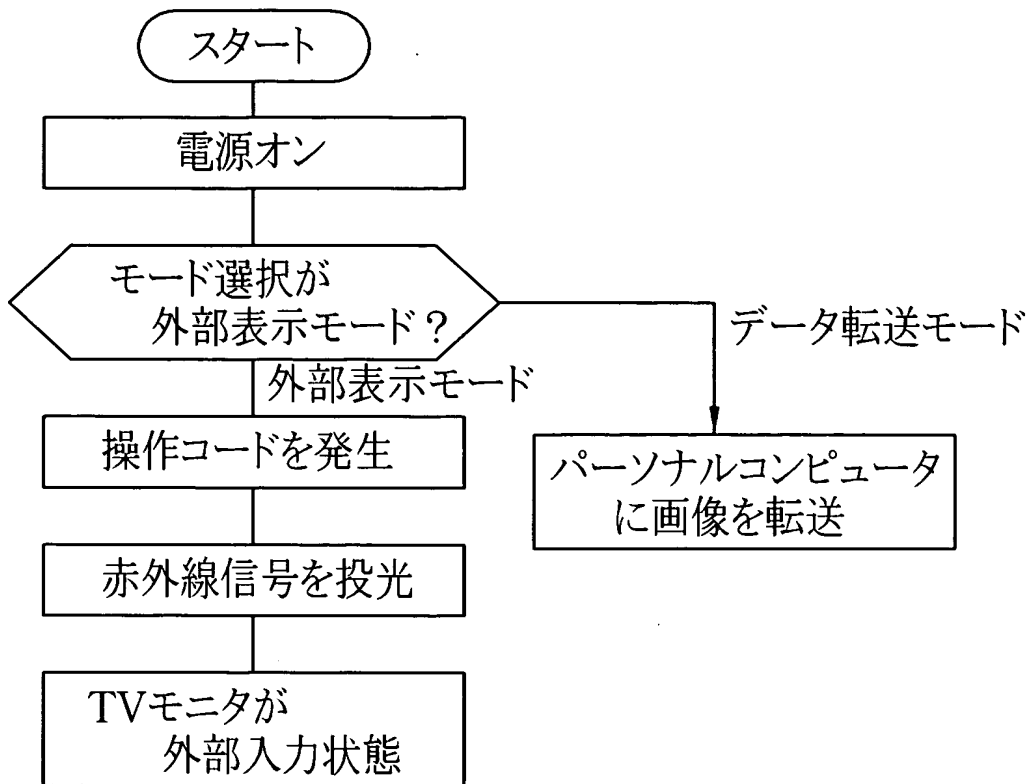 スタート
電源オン
モード選択が
外部表示モード?
データ転送モード
外部表示モード
操作コードを発生
パーソナルコンピュータ
に画像を転送
赤外線信号を投光
TVモニタが
外部入力状態